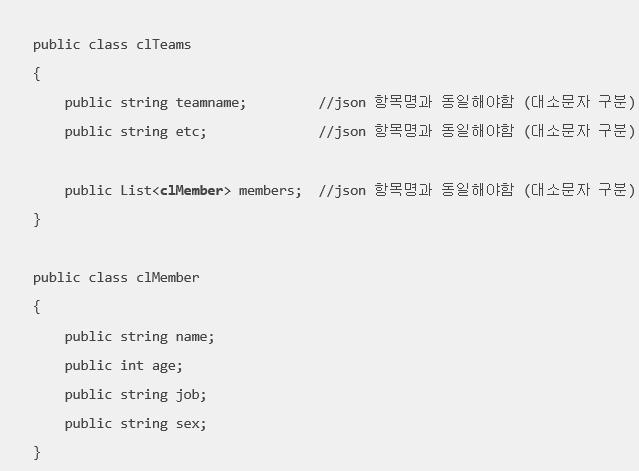 public class clTeams
{
    public string teamname;         //json 항목명과 동일해야함 (대소문자 구분)
    public string etc;              //json 항목명과 동일해야함 (대소문자 구분)
    public List<clMember> members;  //json 항목명과 동일해야함 (대소문자 구분)
}
public class clMember
{
    public string name;
    public int age;
    public string job;
    public string sex;
}